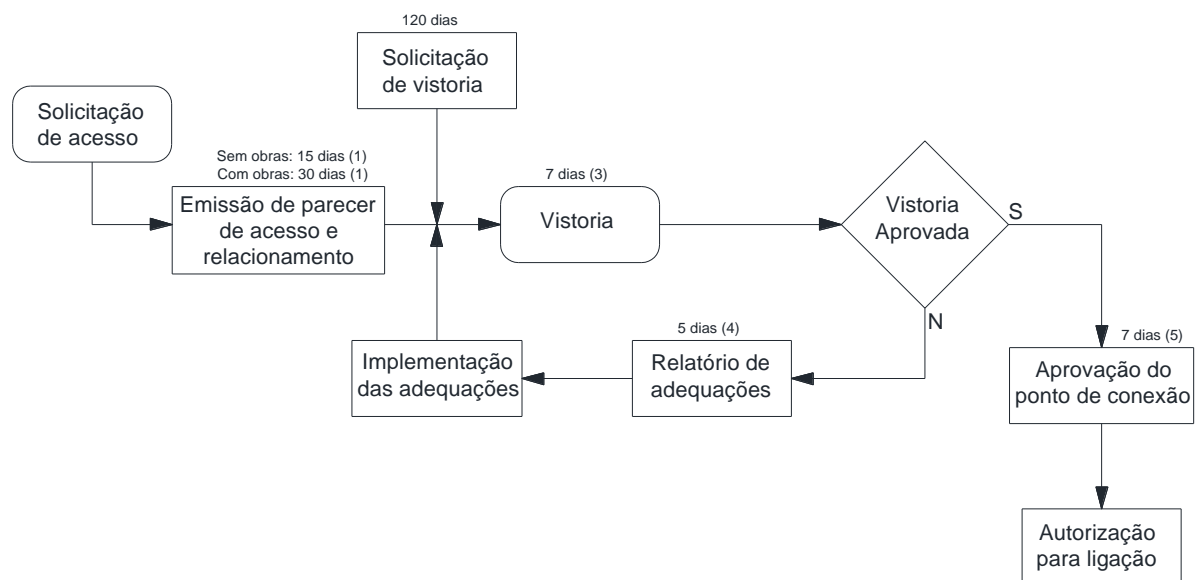 120 dias
Solicitação
de vistoria
Solicitação
de acesso
Sem obras: 15 dias (1)
Com obras: 30 dias (1)
Emissão de parecer
de acesso e
relacionamento
7 dias (3)
Vistoria
Vistoria
Aprovada
S
N
5 dias (4)
Relatório de
adequações
Implementação
das adequações
7 dias (5)
Aprovação do
ponto de conexão
Autorização
para ligação